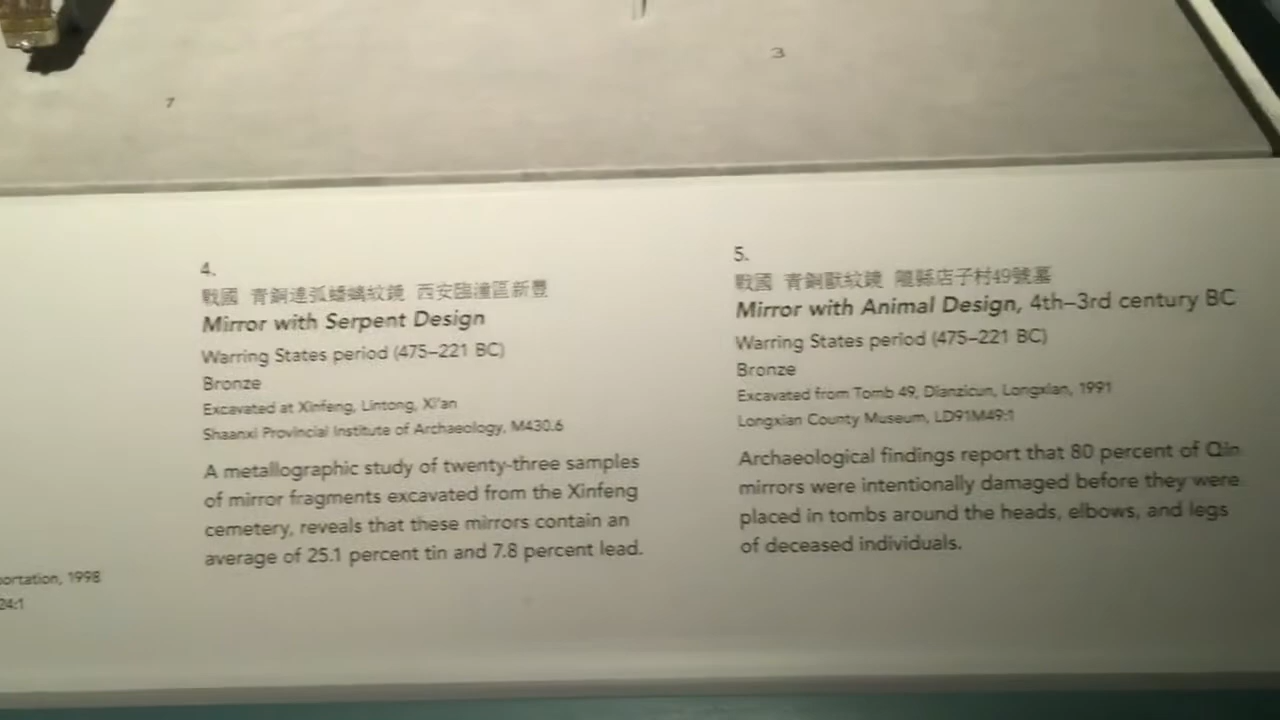 7
3
4.
戰國 青銅連弧蟠螭紋鏡 西安臨潼區新豐
Mirror with Serpent Design
Warring States period (475–221 BC)
Bronze
Excavated at Xinfeng, Lintong, Xi'an
Shaanxi Provincial Institute of Archaeology, M430.6
A metallographic study of twenty-three samples
of mirror fragments excavated from the Xinfeng
cemetery, reveals that these mirrors contain an
average of 25.1 percent tin and 7.8 percent lead.
5.
戰國 青銅獸紋鏡 隴縣店子村49號墓
Mirror with Animal Design, 4th–3rd century BC
Warring States period (475–221 BC)
Bronze
Excavated from Tomb 49, Dianzicun, Longxian, 1991
Longxian County Museum, LD91M49:1
Archaeological findings report that 80 percent of Qin
mirrors were intentionally damaged before they were
placed in tombs around the heads, elbows, and legs
of deceased individuals.
ortation, 1998
24:1